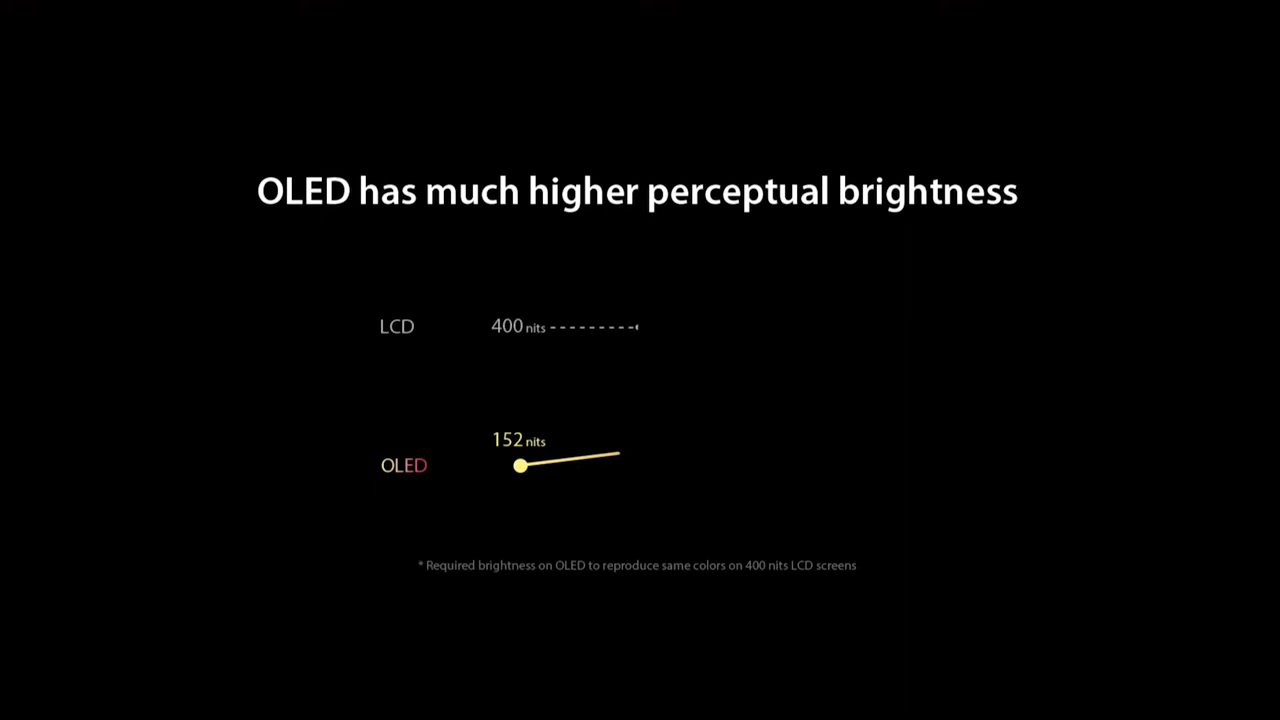 OLED has much higher perceptual brightness
LCD 400 nits
152 nits
OLED
* Required brightness on OLED to reproduce same colors on 400 nits LCD screens